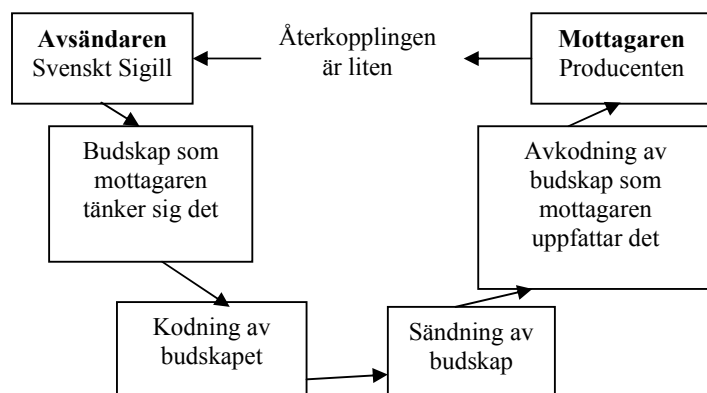 Avsändaren
Svenskt Sigill
Återkopplingen
är liten
Mottagaren
Producenten
Budskap som
mottagaren
tänker sig det
Avkodning av
budskap som
mottagaren
uppfattar det
Kodning av
budskapet
Sändning av
budskap